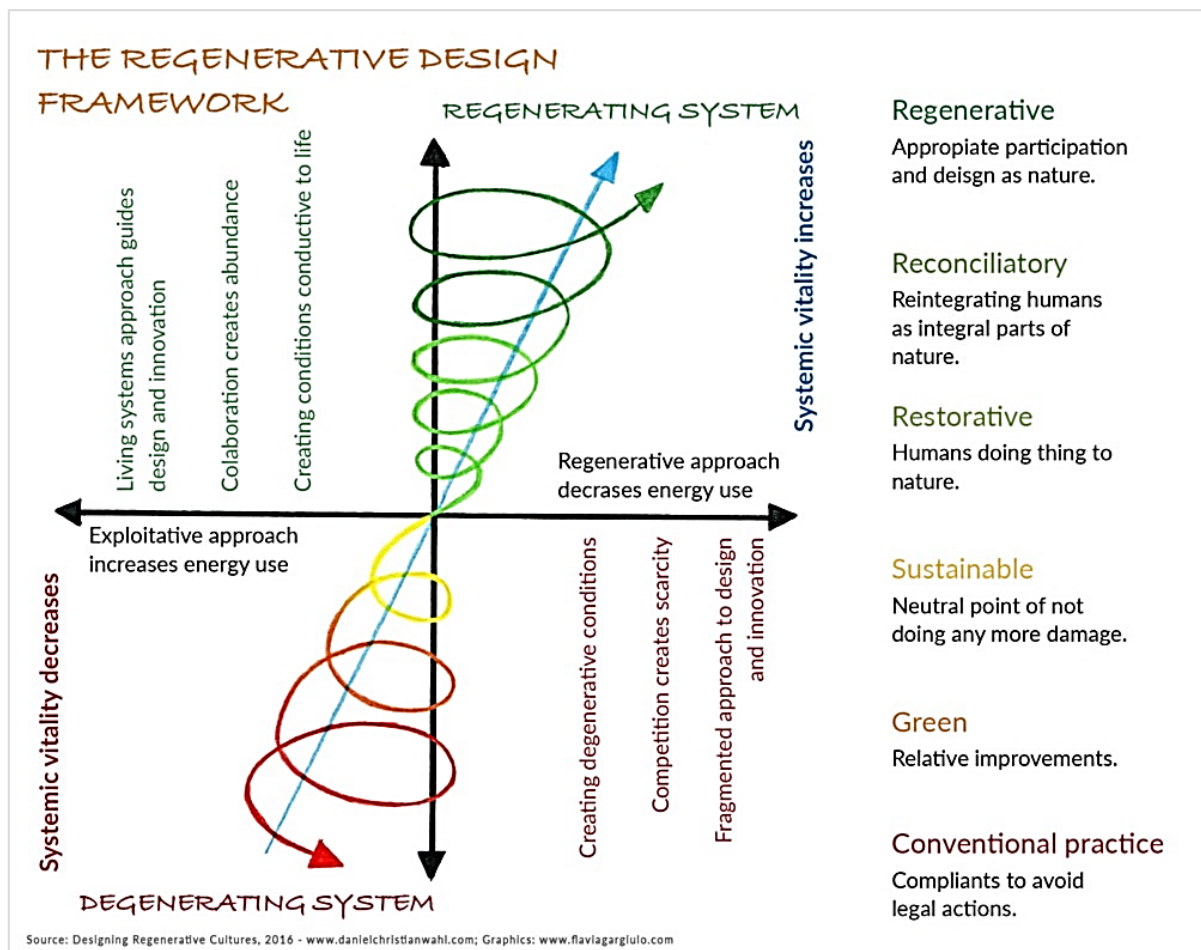 THE REGENERATIVE DESIGN
FRAMEWORK
REGENERATING SYSTEM
Living systems approach guides
design and innovation
Colaboration creates abundance
Creating conditions conductive to life
Systemic vitality increases
Regenerative approach
decrases energy use
Exploitative approach
increases energy use
Systemic vitality decreases
Creating degenerative conditions
Competition creates scarcity
Fragmented approach to design
and innovation
DEGENERATING SYSTEM
Regenerative
Appropiate participation
and deisgn as nature.
Reconciliatory
Reintegrating humans
as integral parts of
nature.
Restorative
Humans doing thing to
nature.
Sustainable
Neutral point of not
doing any more damage.
Green
Relative improvements.
Conventional practice
Compliants to avoid
legal actions.
Source: Designing Regenerative Cultures, 2016 - www.danielchristianwahl.com; Graphics: www.flaviagargiulo.com